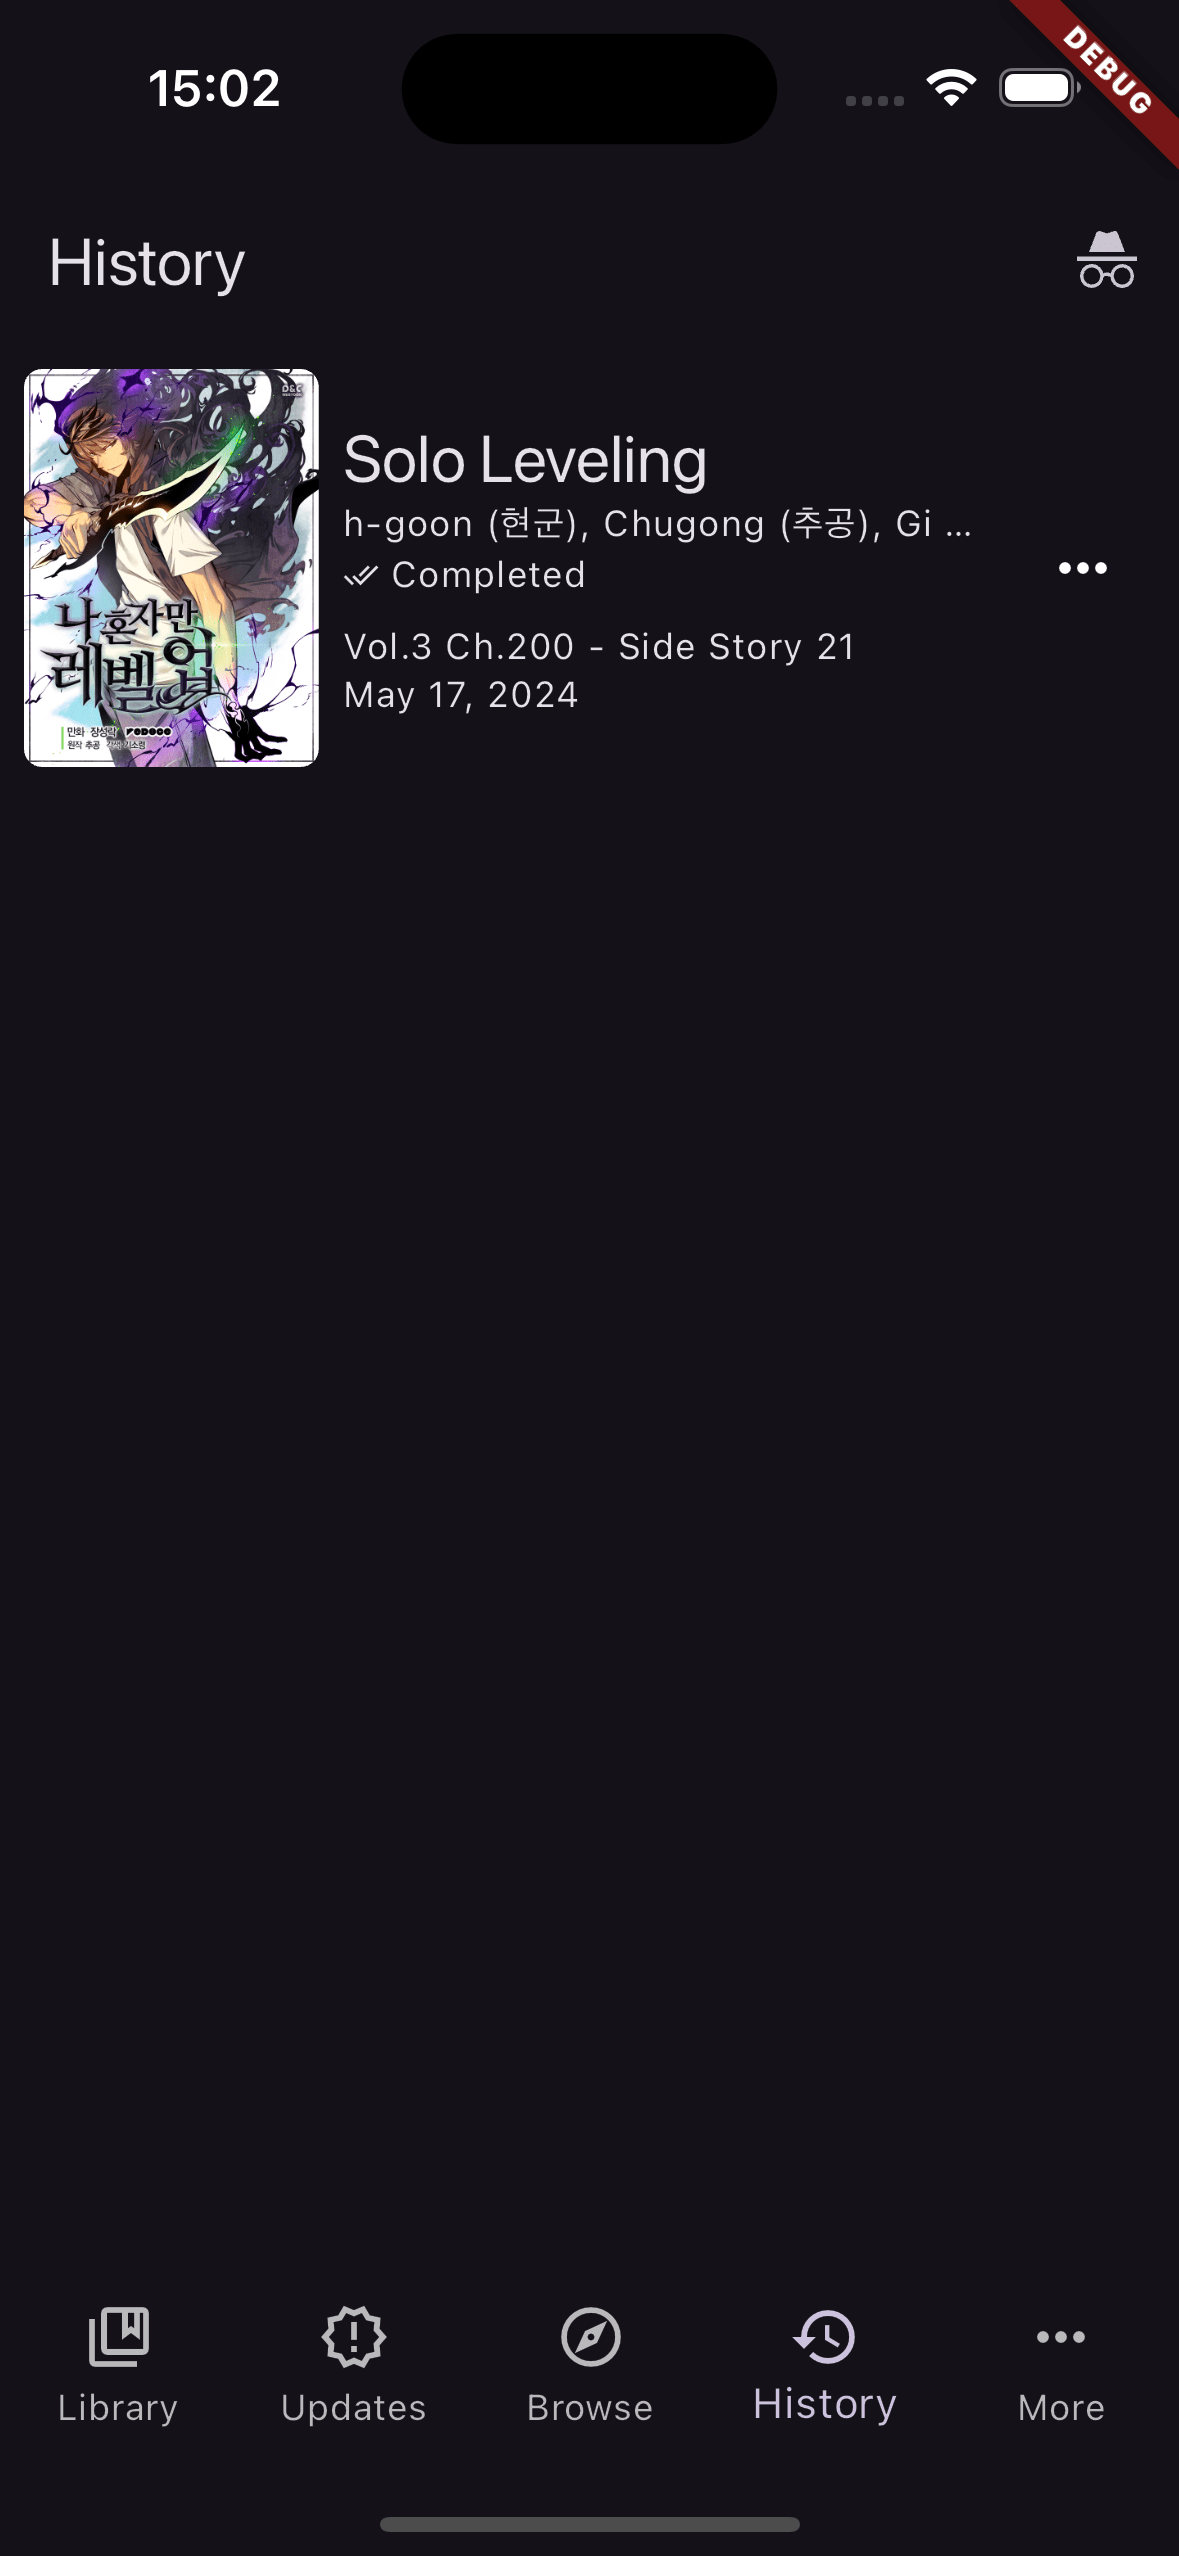 15:02
DEBUG
History
D&C
나 혼자만
레벨업
만화 장성락
원작 추공 각색 기소령
Solo Leveling
h-goon (현군), Chugong (추공), Gi ...
Completed
Vol.3 Ch.200 - Side Story 21
May 17, 2024
Library
Updates
Browse
History
More